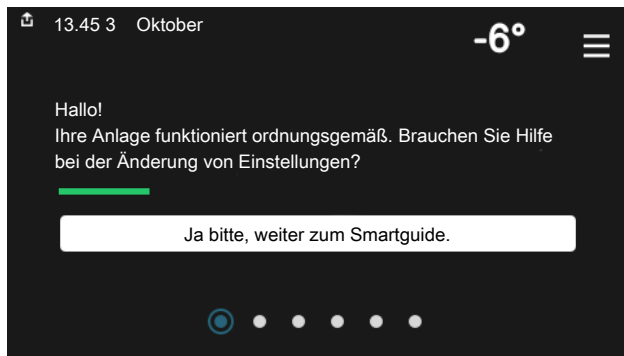 13.45 3 Oktober
-6°
Hallo!
Ihre Anlage funktioniert ordnungsgemäß. Brauchen Sie Hilfe
bei der Änderung von Einstellungen?
Ja bitte, weiter zum Smartguide.